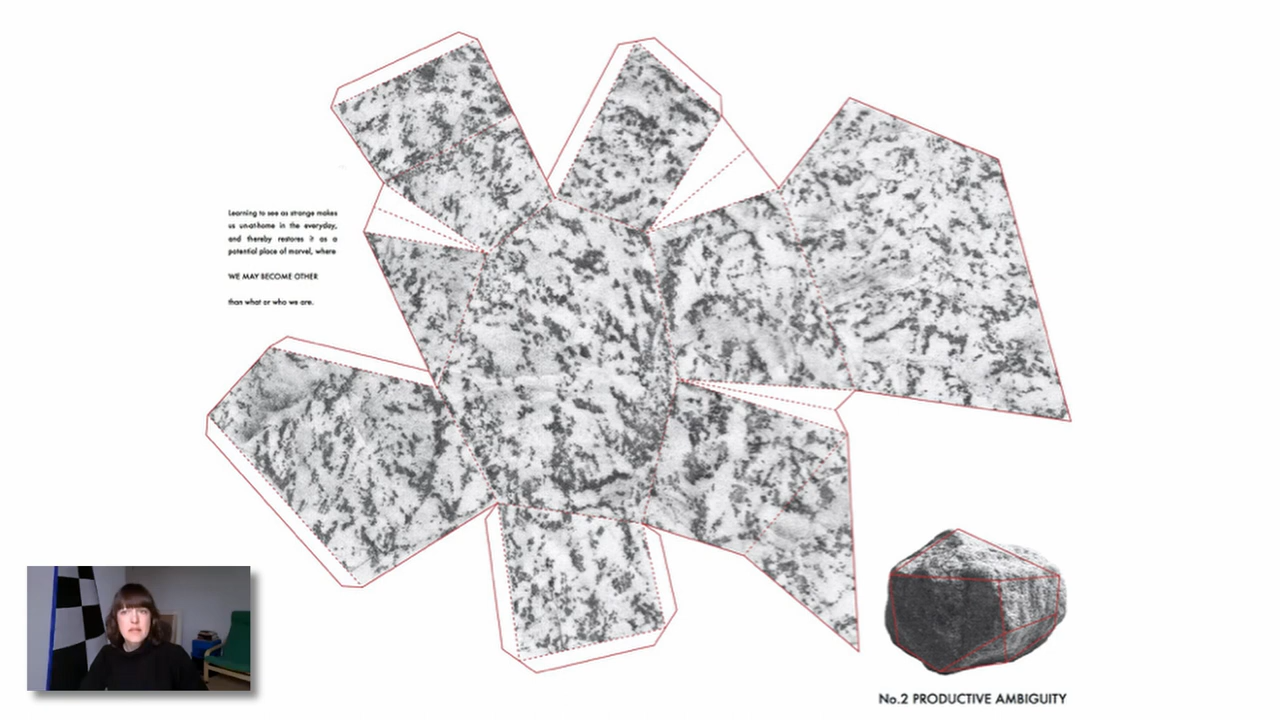 Learning to see as strange makes
us un-at-home in the everyday,
and thereby restores it as a
potential place of marvel, where
WE MAY BECOME OTHER
than what or who we are.
No.2 PRODUCTIVE AMBIGUITY